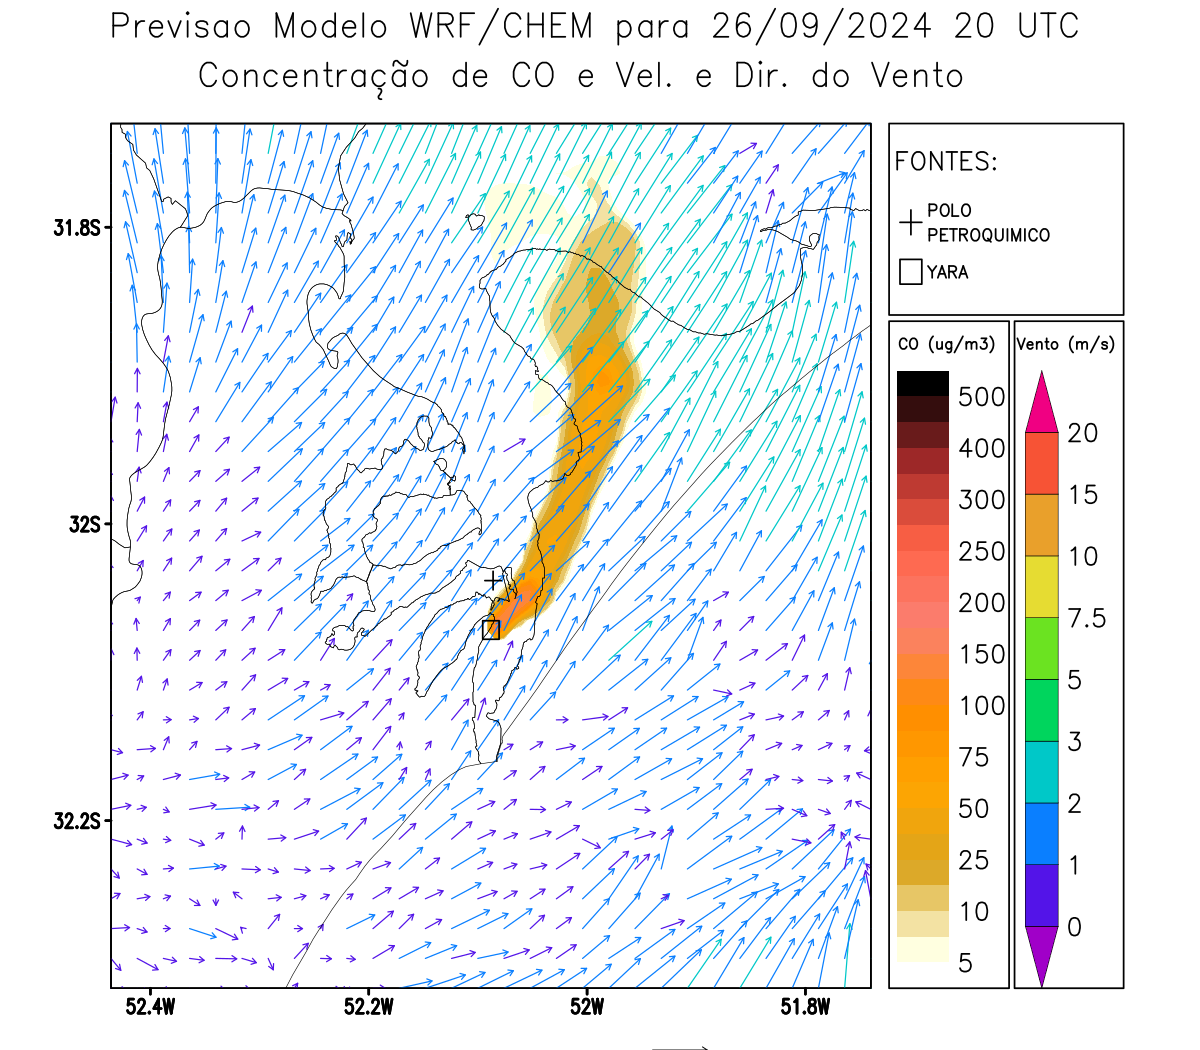 Previsao Modelo WRF/CHEM para 26/09/2024 20 UTC
Concentração de CO e Vel. e Dir. do Vento
FONTES:
POLO
PETROQUIMICO
YARA
CO (ug/m3)
500
400
300
250
200
150
100
75
50
25
10
5
Vento (m/s)
20
15
10
7.5
5
3
2
1
0
31.8S
32S
32.2S
52.4W
52.2W
52W
51.8W